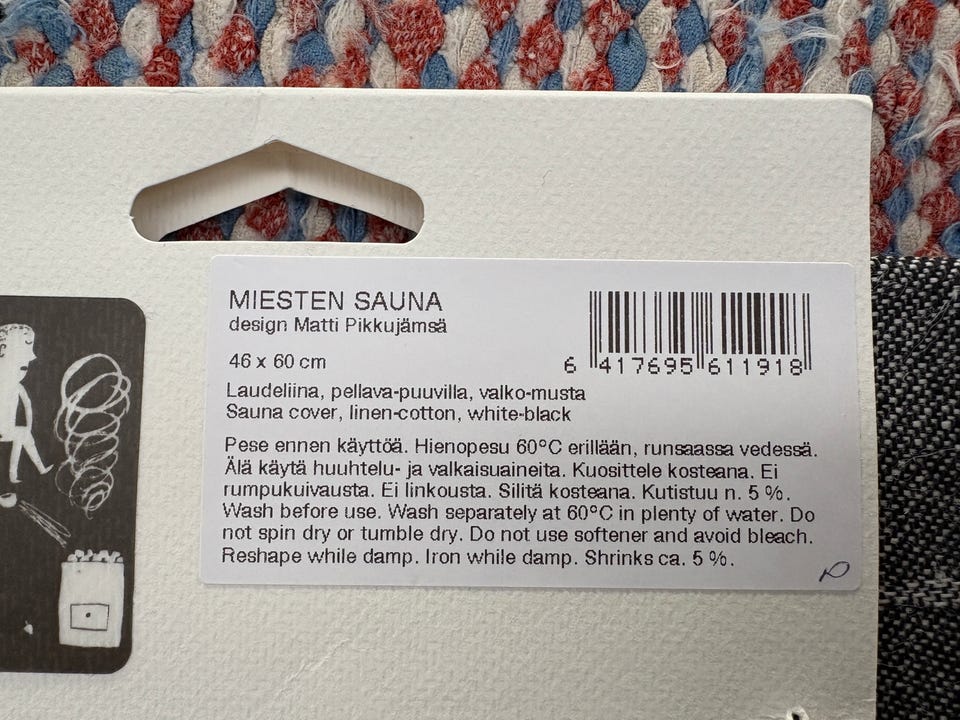 MIESTEN SAUNA
design Matti Pikkujämsä
46 x 60 cm
6 417695 611918
Laudeliina, pellava-puuvilla, valko-musta
Sauna cover, linen-cotton, white-black
Pese ennen käyttöä. Hienopesu 60°C erillään, runsaassa vedessä.
Älä käytä huuhtelu- ja valkaisuaineita. Kuosittele kosteana. Ei
rumpukuivausta. Ei linkousta. Silitä kosteana. Kutistuu n. 5 %.
Wash before use. Wash separately at 60°C in plenty of water. Do
not spin dry or tumble dry. Do not use softener and avoid bleach.
Reshape while damp. Iron while damp. Shrinks ca. 5 %.